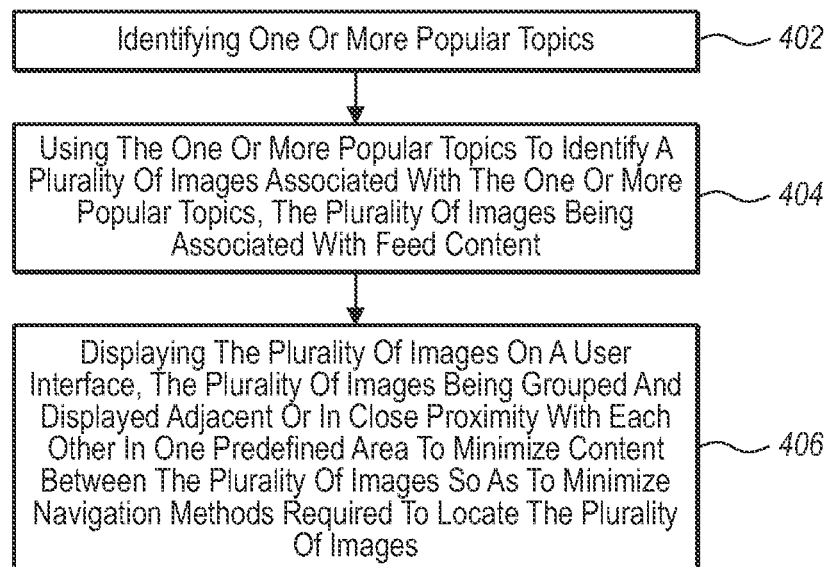 Identifying One Or More Popular Topics
402
Using The One Or More Popular Topics To Identify A
Plurality Of Images Associated With The One Or More
Popular Topics, The Plurality Of Images Being
Associated With Feed Content
404
Displaying The Plurality Of Images On A User
Interface, The Plurality Of Images Being Grouped And
Displayed Adjacent Or In Close Proximity With Each
Other In One Predefined Area To Minimize Content
Between The Plurality Of Images So As To Minimize
Navigation Methods Required To Locate The Plurality
Of Images
406